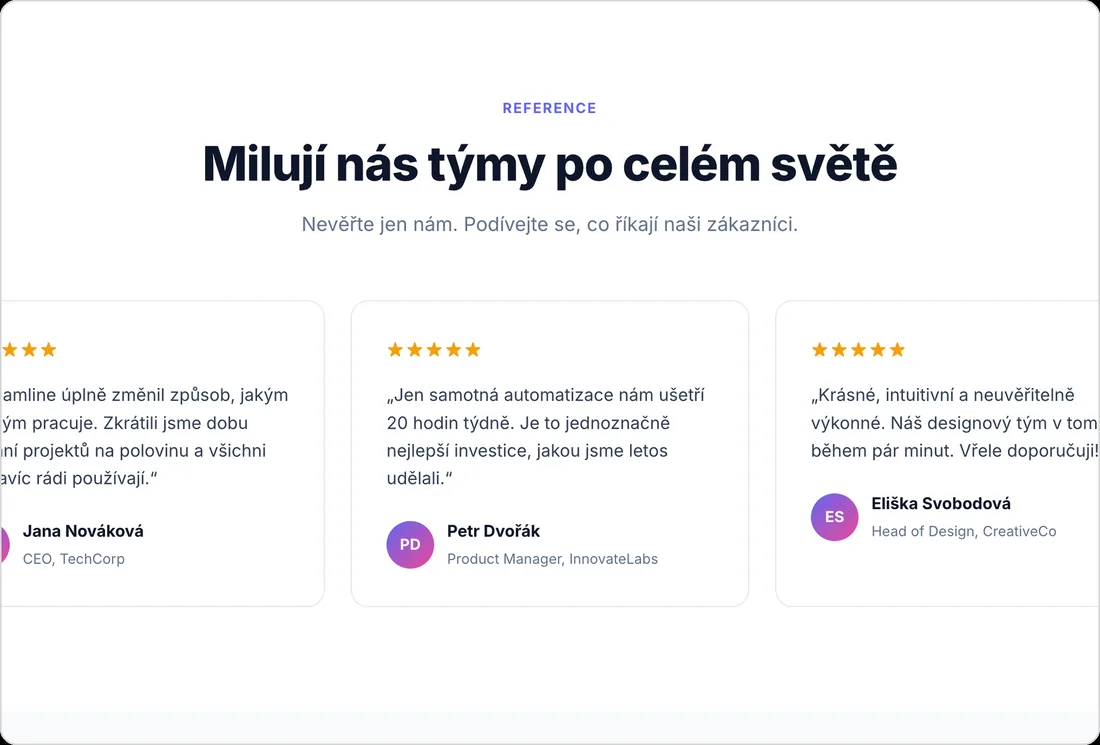 REFERENCE
Milují nás týmy po celém světě
Nevěřte jen nám. Podívejte se, co říkají naši zákazníci.
amline úplně změnil způsob, jakým
ým pracuje. Zkrátili jsme dobu
ní projektů na polovinu a všichni
avíc rádi používají.“
Jana Nováková
CEO, TechCorp
„Jen samotná automatizace nám ušetří
20 hodin týdně. Je to jednoznačně
nejlepší investice, jakou jsme letos
udělali.“
PD
Petr Dvořák
Product Manager, InnovateLabs
„Krásné, intuitivní a neuvěřitelně
výkonné. Náš designový tým v tom
během pár minut. Vřele doporučuji!
ES
Eliška Svobodová
Head of Design, CreativeCo